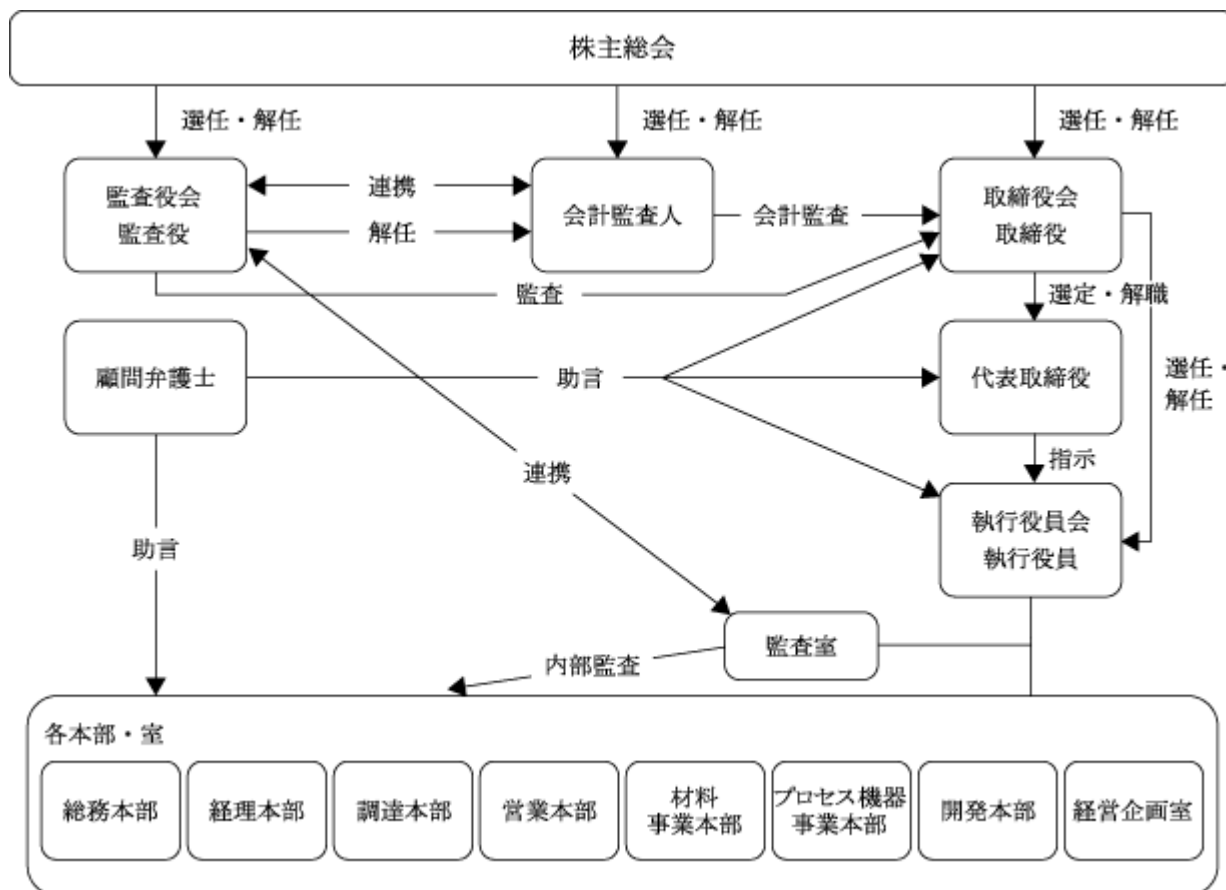 株主総会
選任・解任
選任・解任
選任・解任
監査役会
監査役
連携
解任
会計監査人
会計監査
取締役会
取締役
監査
選定・解職
顧問弁護士
助言
代表取締役
選任・
解任
指示
連携
執行役員会
執行役員
助言
監査室
内部監査
各本部・室
総務本部
経理本部
調達本部
営業本部
材料
事業本部
プロセス機器
事業本部
開発本部
経営企画室